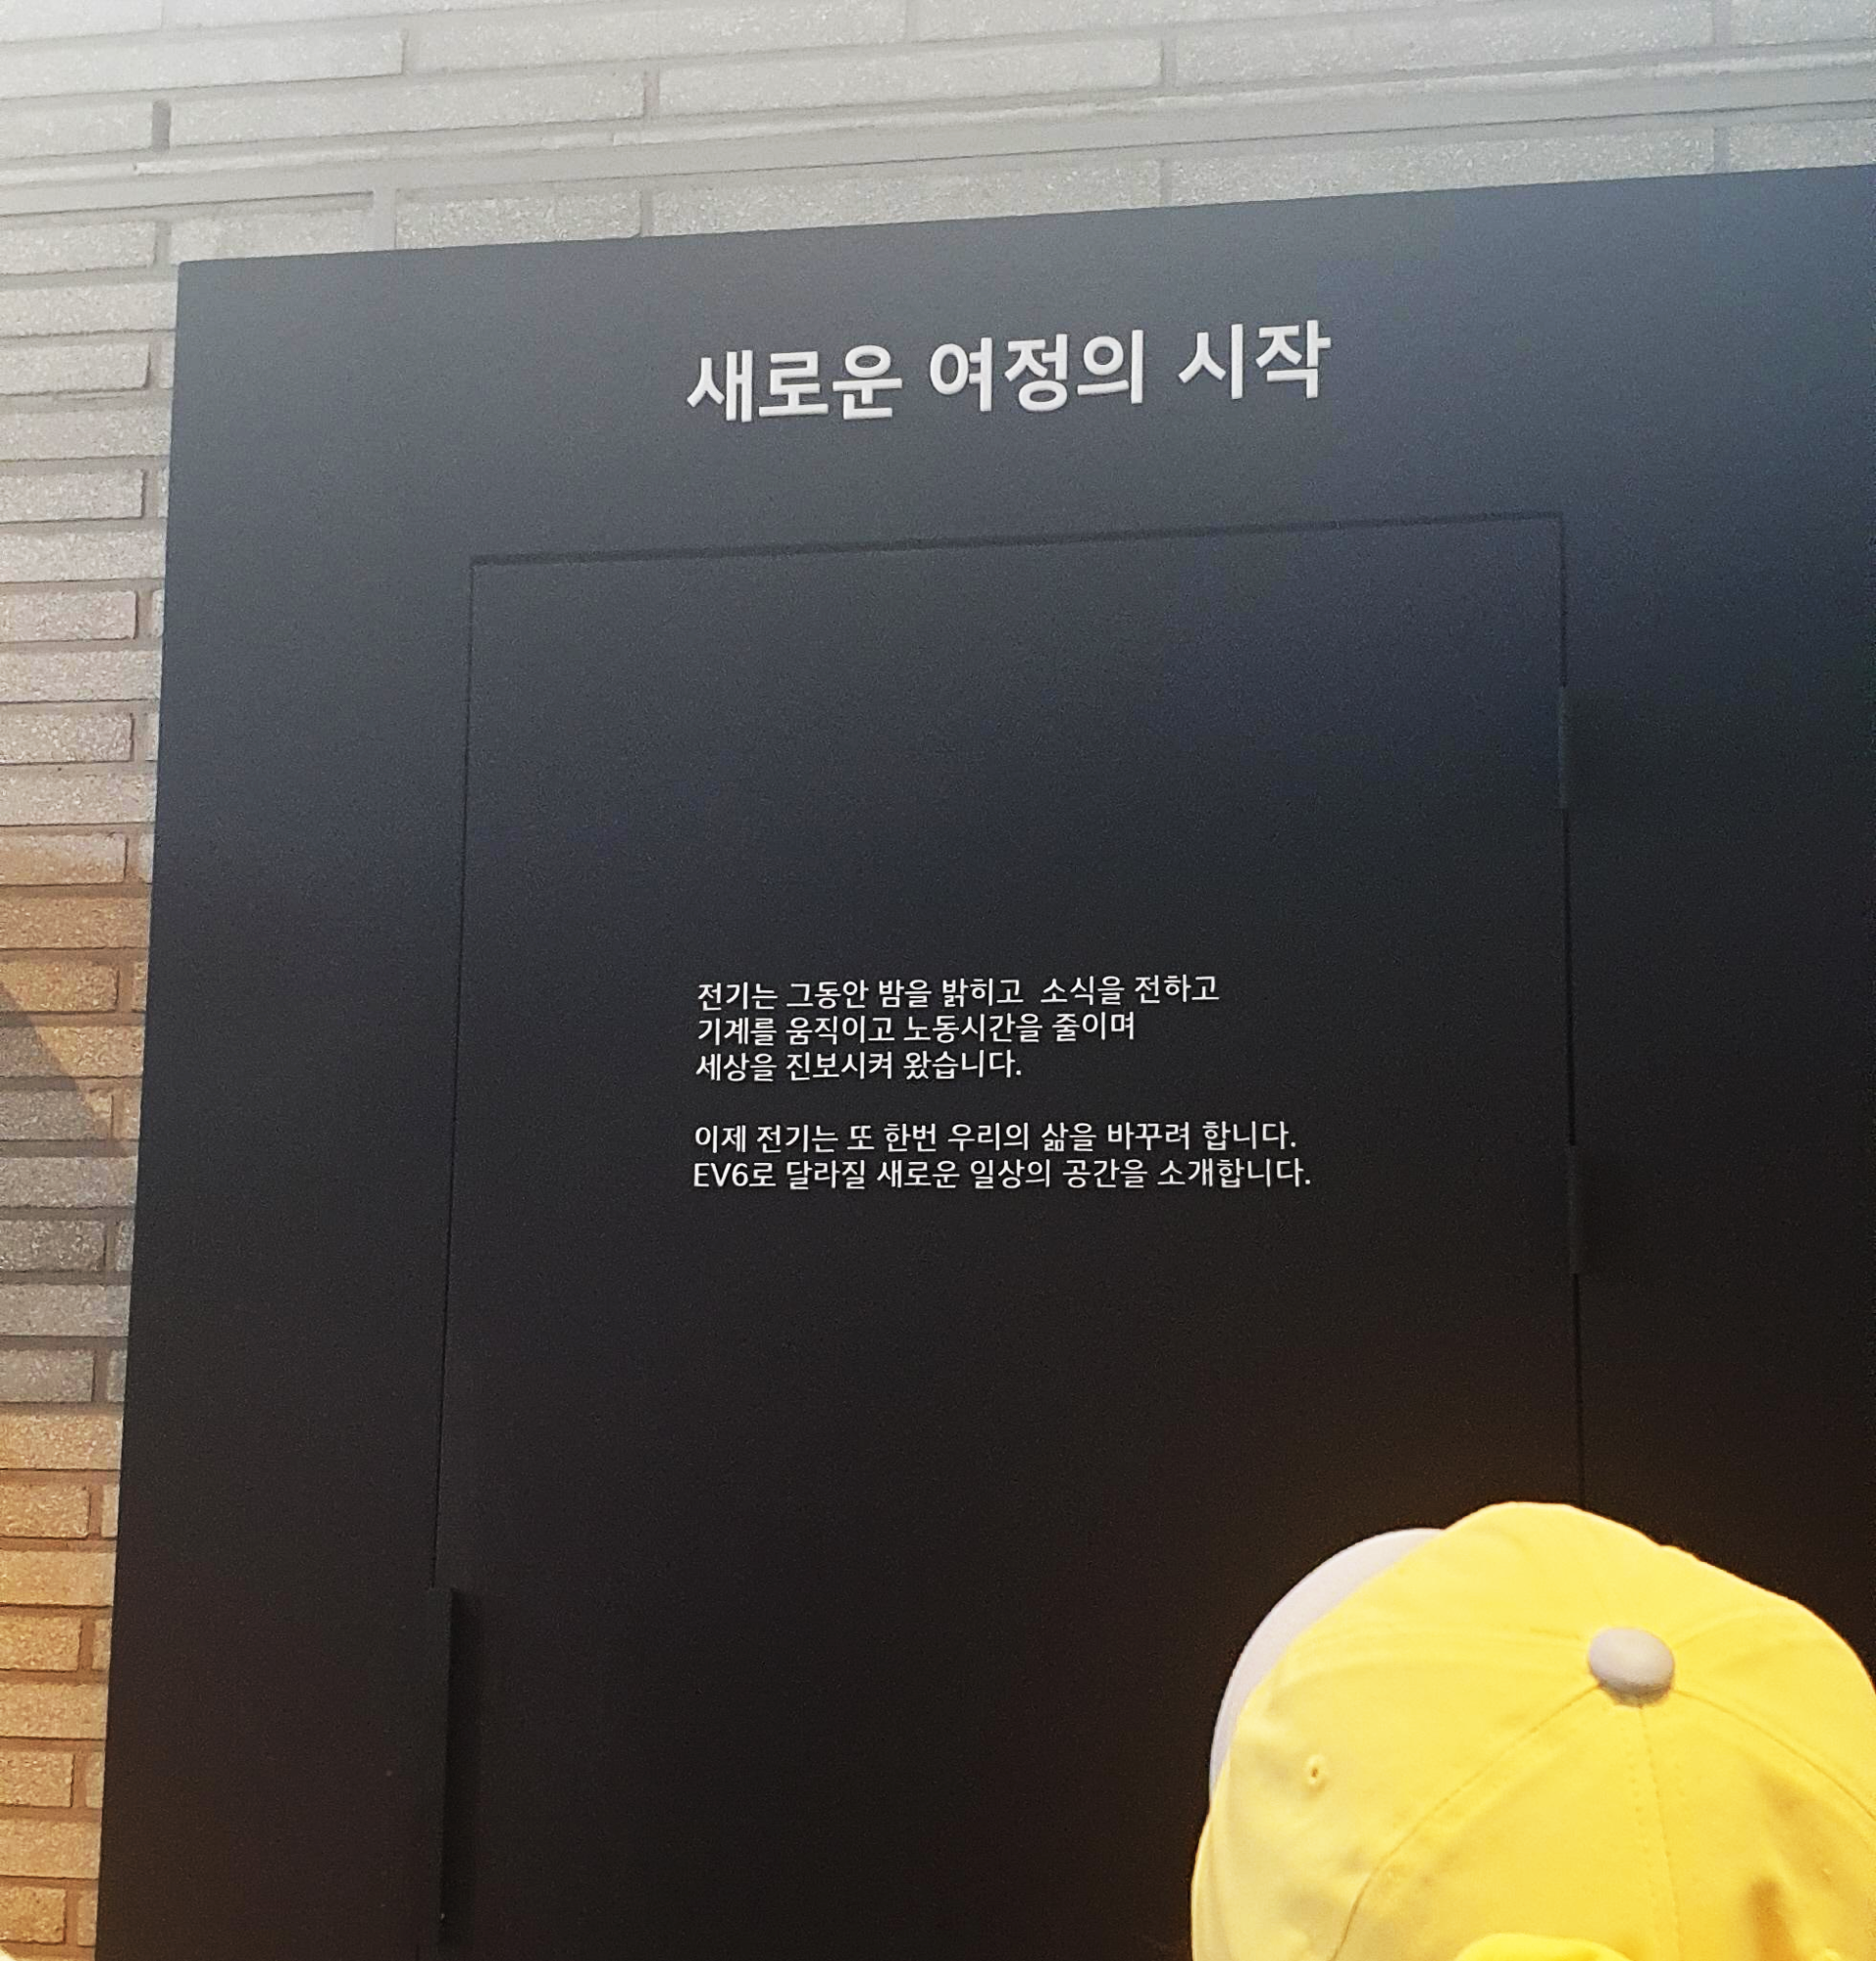 새로운 여정의 시작
전기는 그동안 밤을 밝히고 소식을 전하고
기계를 움직이고 노동시간을 줄이며
세상을 진보시켜 왔습니다.
이제 전기는 또 한번 우리의 삶을 바꾸려 합니다.
EV6로 달라질 새로운 일상의 공간을 소개합니다.